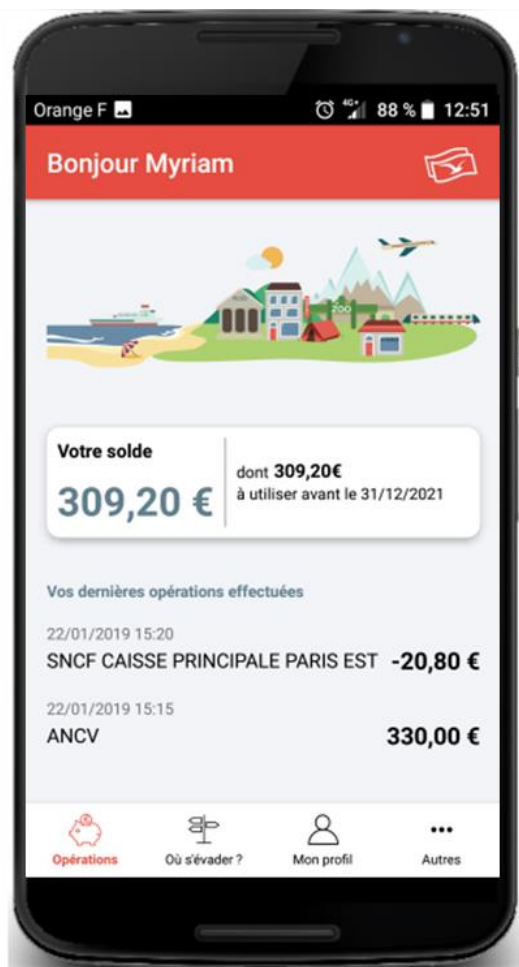 Orange F
88 %
12:51
Bonjour Myriam
ZOO
Votre solde
309,20 €
dont 309,20€
à utiliser avant le 31/12/2021
Vos dernières opérations effectuées
22/01/2019 15:20
SNCF CAISSE PRINCIPALE PARIS EST -20,80 €
22/01/2019 15:15
ANCV 330,00 €
Opérations
Où s'évader ?
Mon profil
Autres